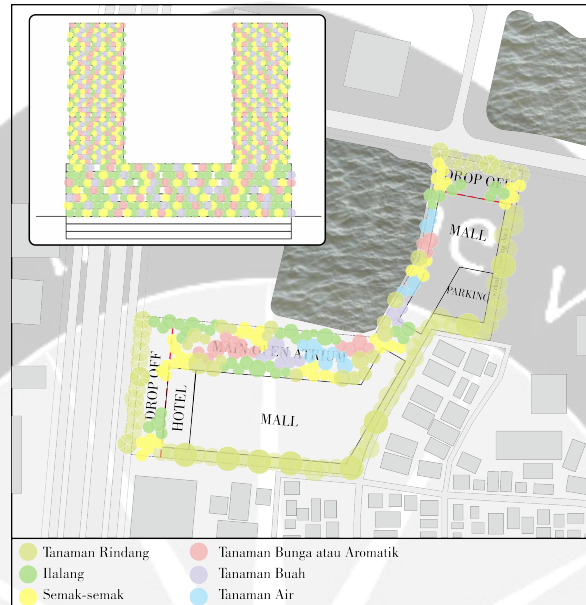 DROP OFF
MALL
PARKING
MAIN OPEN ATRIUM
DROP OFF
HOTEL
MALL
Tanaman Rindang
Ilalang
Semak-semak
Tanaman Bunga atau Aromatik
Tanaman Buah
Tanaman Air